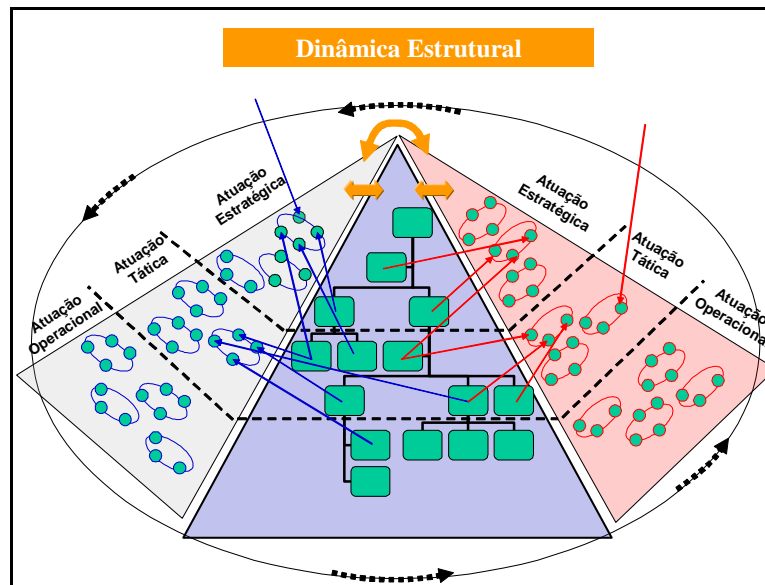 Dinâmica Estrutural
Atuação
Estratégica
Atuação
Tática
Atuação
Operacional
Atuação
Estratégica
Atuação
Tática
Atuação
Operacional